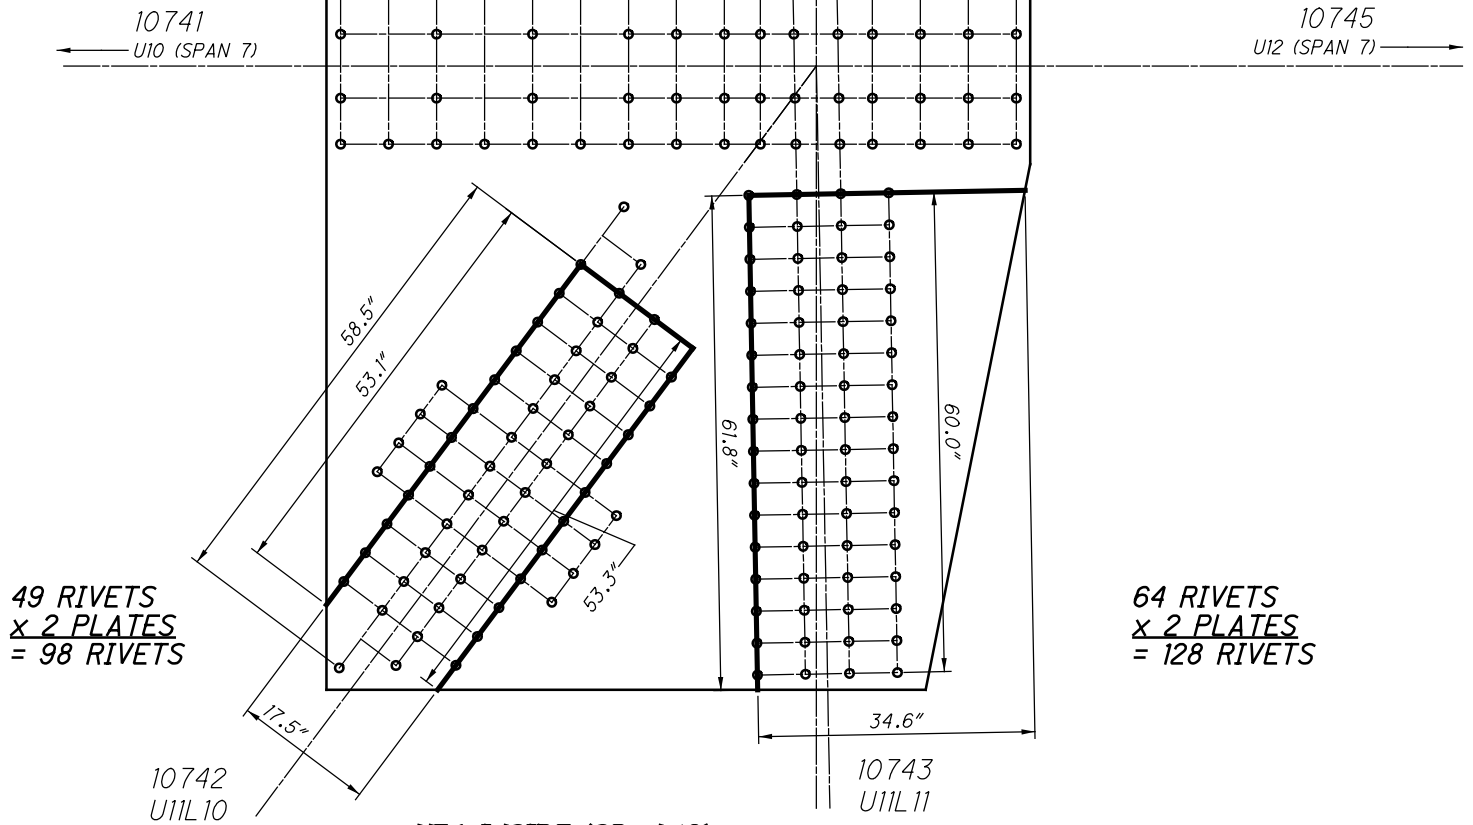 10741
U10 (SPAN 7)
10745
U12 (SPAN 7)
58.5"
53.1"
61.8"
60.0"
53.3"
49 RIVETS
x 2 PLATES
= 98 RIVETS
64 RIVETS
x 2 PLATES
= 128 RIVETS
17.5"
34.6"
10742
U11L10
10743
U11L11